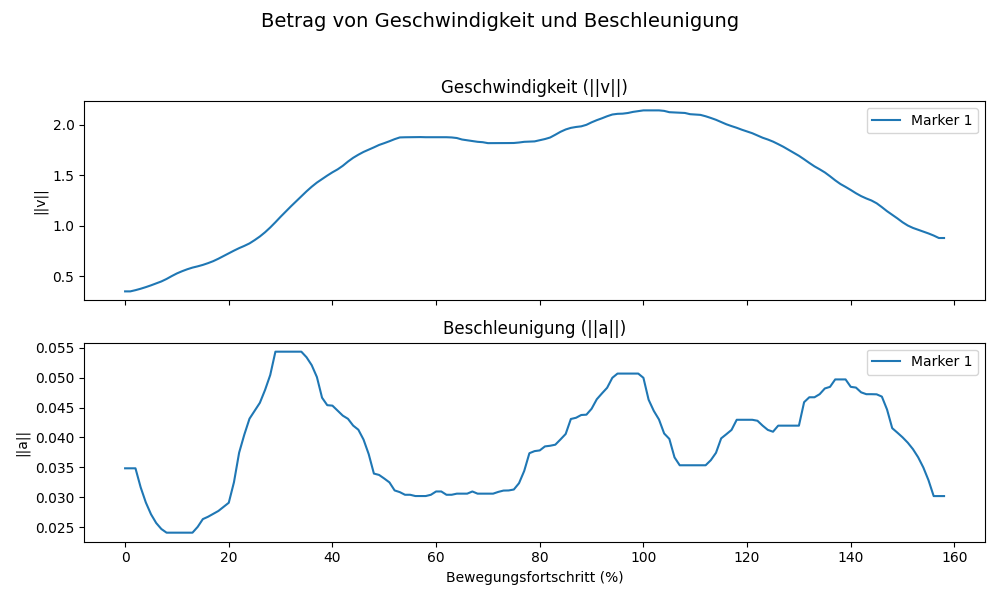 Betrag von Geschwindigkeit und Beschleunigung
Geschwindigkeit (||v||)
2.0
1.5
1.0
0.5
||v||
Marker 1
Beschleunigung (||a||)
0.055
0.050
0.045
0.040
0.035
0.030
0.025
||a||
Marker 1
0 20 40 60 80 100 120 140 160
Bewegungsfortschritt (%)